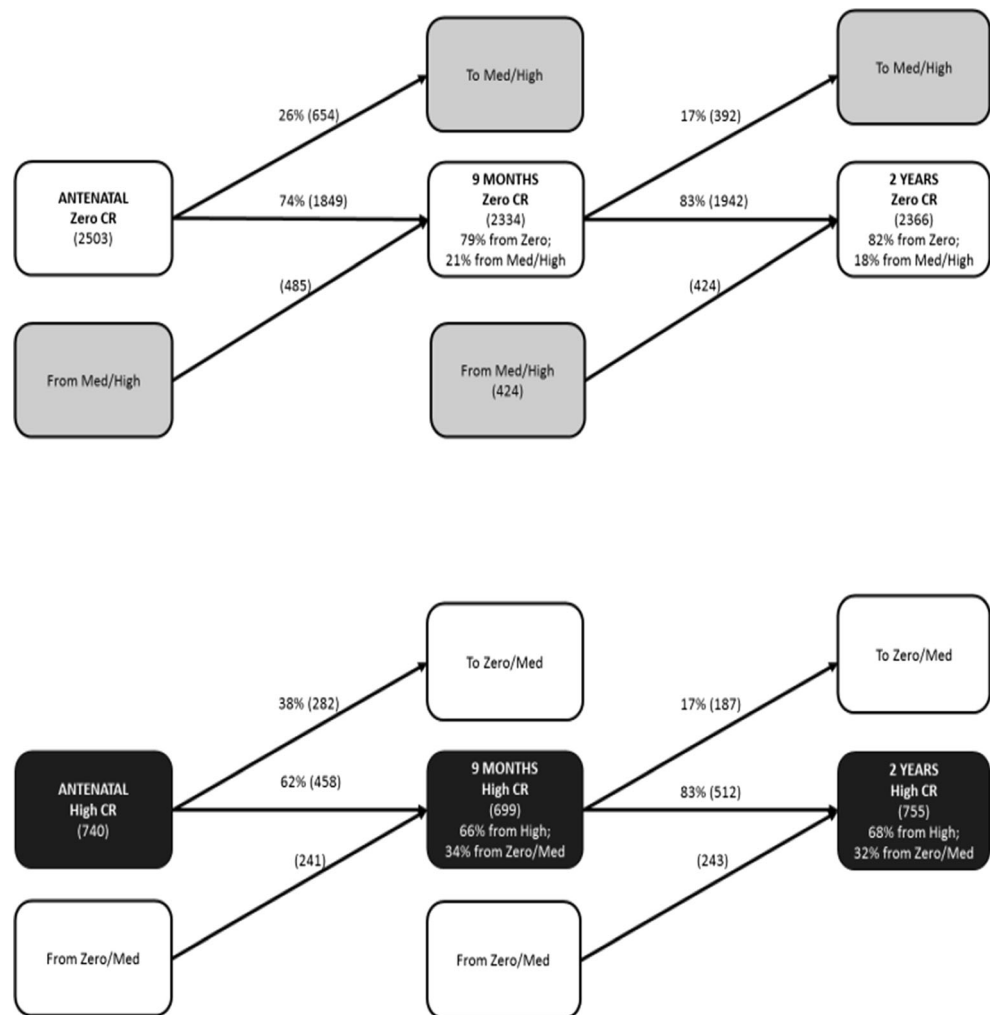 To Med/High
To Med/High
26% (654)
17% (392)
ANTENATAL
Zero CR
(2503)
74% (1849)
9 MONTHS
Zero CR
(2334)
79% from Zero;
21% from Med/High
83% (1942)
2 YEARS
Zero CR
(2366)
82% from Zero;
18% from Med/High
(485)
(424)
From Med/High
From Med/High
(424)
To Zero/Med
To Zero/Med
38% (282)
17% (187)
ANTENATAL
High CR
(740)
62% (458)
9 MONTHS
High CR
(699)
66% from High;
34% from Zero/Med
83% (512)
2 YEARS
High CR
(755)
68% from High;
32% from Zero/Med
(241)
(243)
From Zero/Med
From Zero/Med